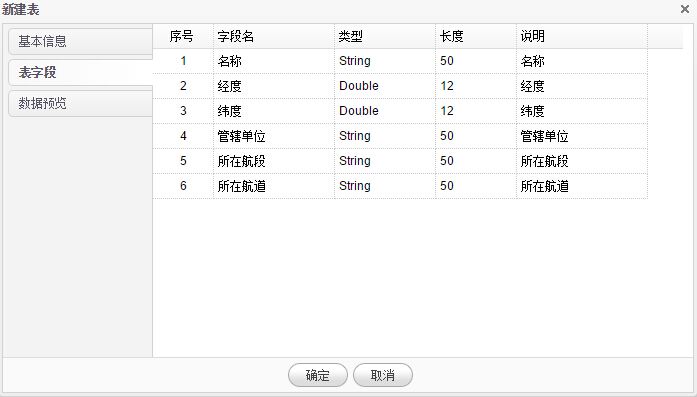 新建表
基本信息
表字段
数据预览
序号 字段名 类型 长度 说明
1 名称 String 50 名称
2 经度 Double 12 经度
3 纬度 Double 12 纬度
4 管辖单位 String 50 管辖单位
5 所在航段 String 50 所在航段
6 所在航道 String 50 所在航道
确定 取消